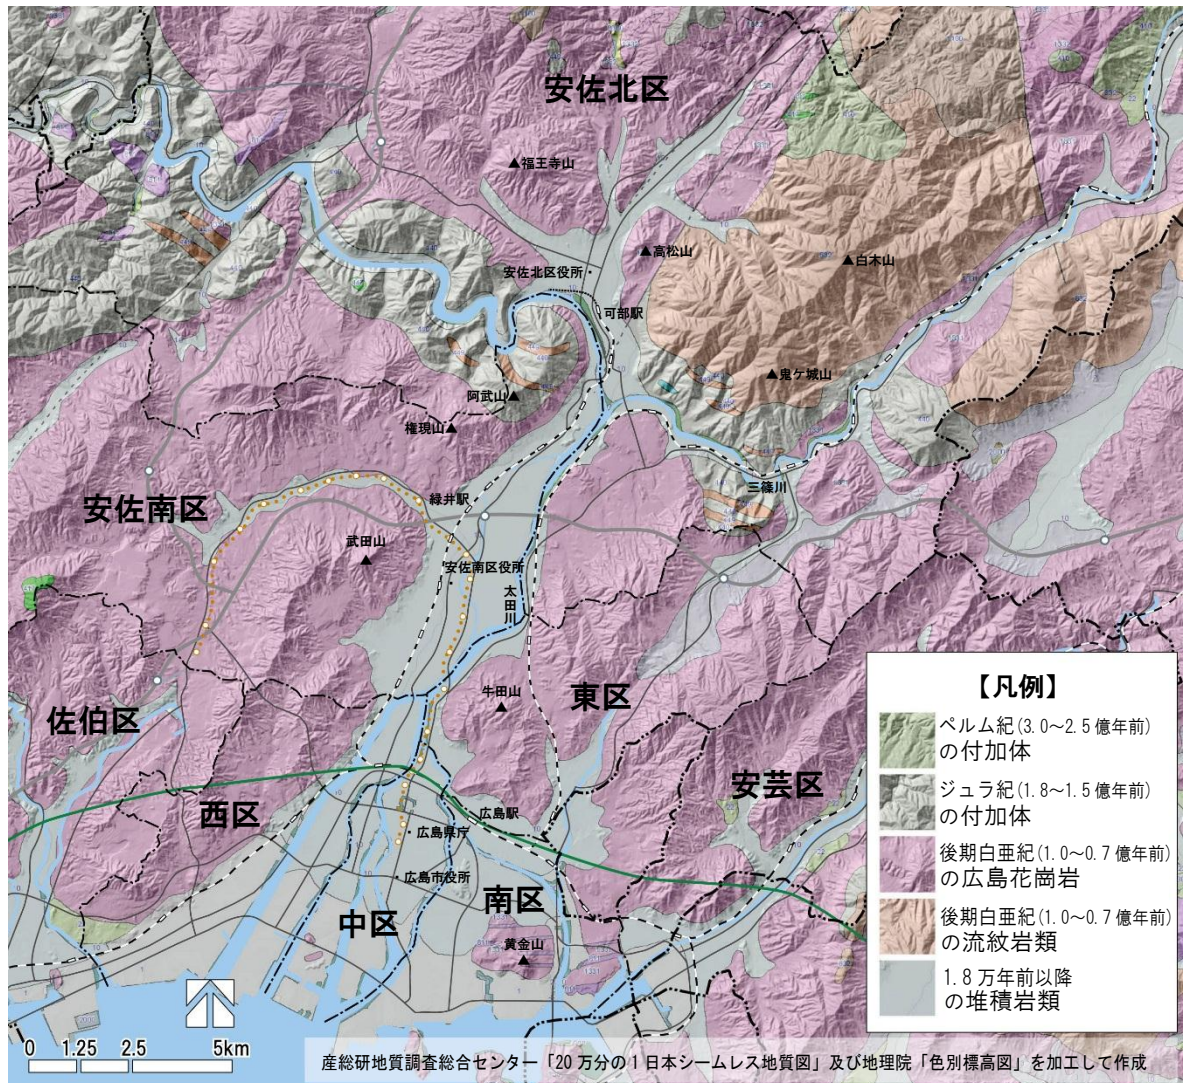 安佐北区
▲福王寺山
▲高松山
▲白木山
安佐北区役所
可部駅
▲鬼ケ城山
阿武山▲
権現山▲
三篠川
緑井駅
安佐南区
武田山
▲
安佐南区役所
太田川
牛田山
▲
東区
佐伯区
安芸区
西区
広島駅
広島県庁
広島市役所
南区
中区
黄金山
▲
【凡例】
ペルム紀(3.0～2.5億年前)
の付加体
ジュラ紀(1.8～1.5億年前)
の付加体
後期白亜紀(1.0～0.7億年前)
の広島花崗岩
後期白亜紀(1.0～0.7億年前)
の流紋岩類
1.8万年前以降
の堆積岩類
0 1.25 2.5 5km
産総研地質調査総合センター「20万分の1日本シームレス地質図」及び地理院「色別標高図」を加工して作成